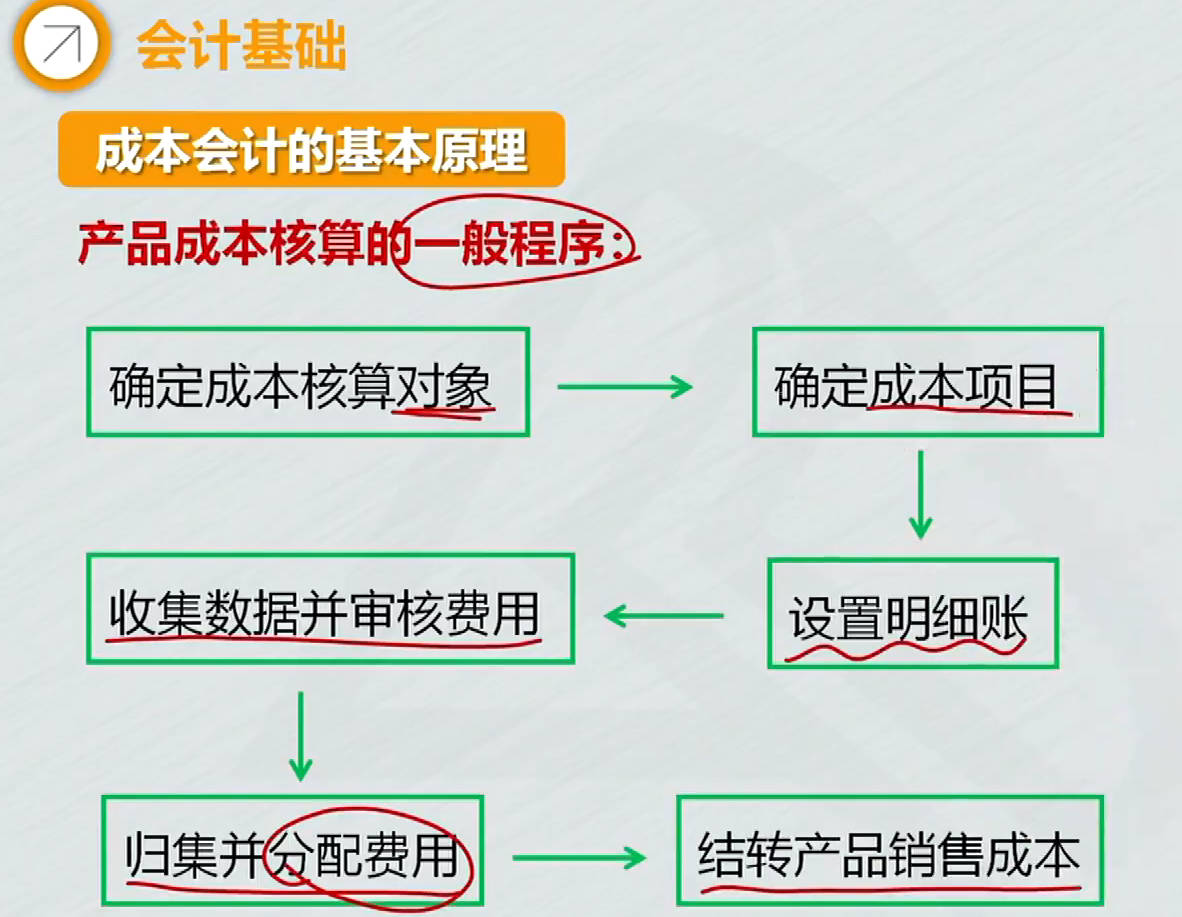 会计基础
成本会计的基本原理
产品成本核算的一般程序：
确定成本核算对象
确定成本项目
设置明细账
收集数据并审核费用
归集并分配费用
结转产品销售成本